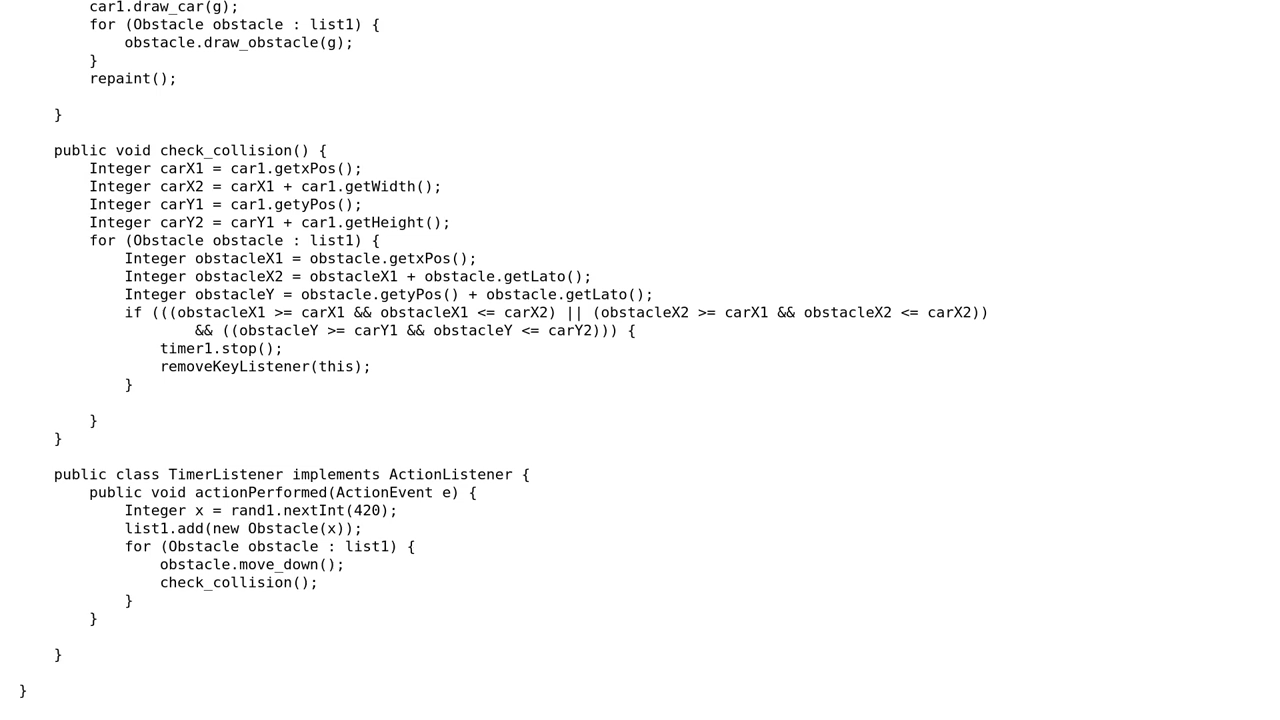 car1.draw_car(g);
for (Obstacle obstacle : list1) {
obstacle.draw_obstacle(g);
}
repaint();
}
public void check_collision() {
Integer carX1 = car1.getxPos();
Integer carX2 = carX1 + car1.getWidth();
Integer carY1 = car1.getyPos();
Integer carY2 = carY1 + car1.getHeight();
for (Obstacle obstacle : list1) {
Integer obstacleX1 = obstacle.getxPos();
Integer obstacleX2 = obstacleX1 + obstacle.getLato();
Integer obstacleY = obstacle.getyPos() + obstacle.getLato();
if (((obstacleX1 >= carX1 && obstacleX1 <= carX2) || (obstacleX2 >= carX1 && obstacleX2 <= carX2))
&& ((obstacleY >= carY1 && obstacleY <= carY2))) {
timer1.stop();
removeKeyListener(this);
}
}
}
public class TimerListener implements ActionListener {
public void actionPerformed(ActionEvent e) {
Integer x = rand1.nextInt(420);
list1.add(new Obstacle(x));
for (Obstacle obstacle : list1) {
obstacle.move_down();
check_collision();
}
}
}
}